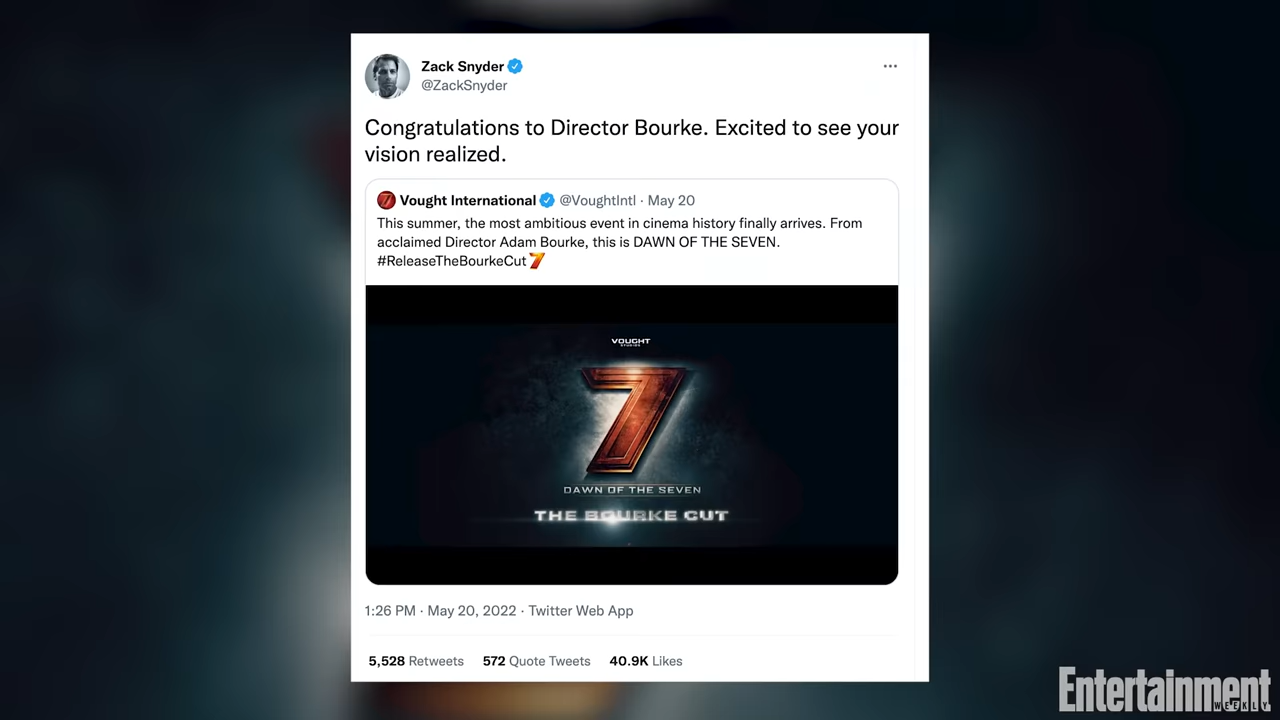 Zack Snyder
@ZackSnyder
Congratulations to Director Bourke. Excited to see your
vision realized.
Vought International @VoughtIntl · May 20
This summer, the most ambitious event in cinema history finally arrives. From
acclaimed Director Adam Bourke, this is DAWN OF THE SEVEN.
#ReleaseTheBourkeCut
VOUGHT
STUDIOS
7
DAWN OF THE SEVEN
THE BOURKE CUT
1:26 PM · May 20, 2022 · Twitter Web App
5,528 Retweets 572 Quote Tweets 40.9K Likes
Entertainment
WEEKLY